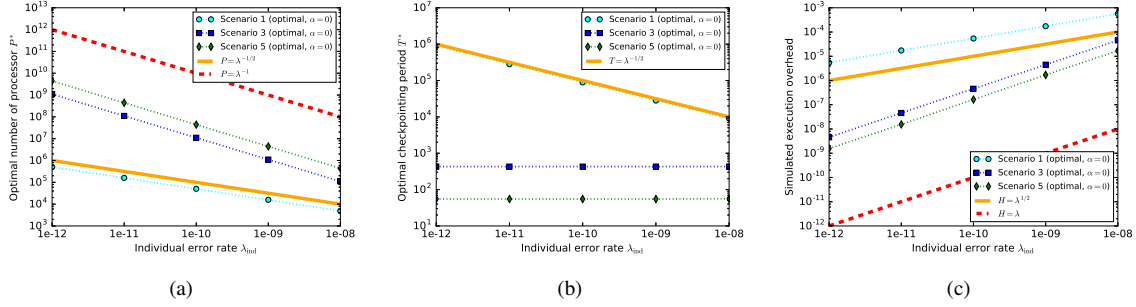 Optimal number of processor P*
10^13
10^12
10^11
10^10
10^9
10^8
10^7
10^6
10^5
10^4
10^3
1e-12 1e-11 1e-10 1e-09 1e-08
Individual error rate λ_ind
Scenario 1 (optimal, α=0)
Scenario 3 (optimal, α=0)
Scenario 5 (optimal, α=0)
P=λ^−1/2
P=λ^−1
(a)
Optimal checkpointing period T*
10^7
10^6
10^5
10^4
10^3
10^2
10^1
1e-12 1e-11 1e-10 1e-09 1e-08
Individual error rate λ_ind
Scenario 1 (optimal, α=0)
Scenario 3 (optimal, α=0)
Scenario 5 (optimal, α=0)
T=λ^−1/2
(b)
Simulated execution overhead
10^-3
10^-4
10^-5
10^-6
10^-7
10^-8
10^-9
10^-10
10^-11
10^-12
1e-12 1e-11 1e-10 1e-09 1e-08
Individual error rate λ_ind
Scenario 1 (optimal, α=0)
Scenario 3 (optimal, α=0)
Scenario 5 (optimal, α=0)
H=λ^1/2
H=λ
(c)